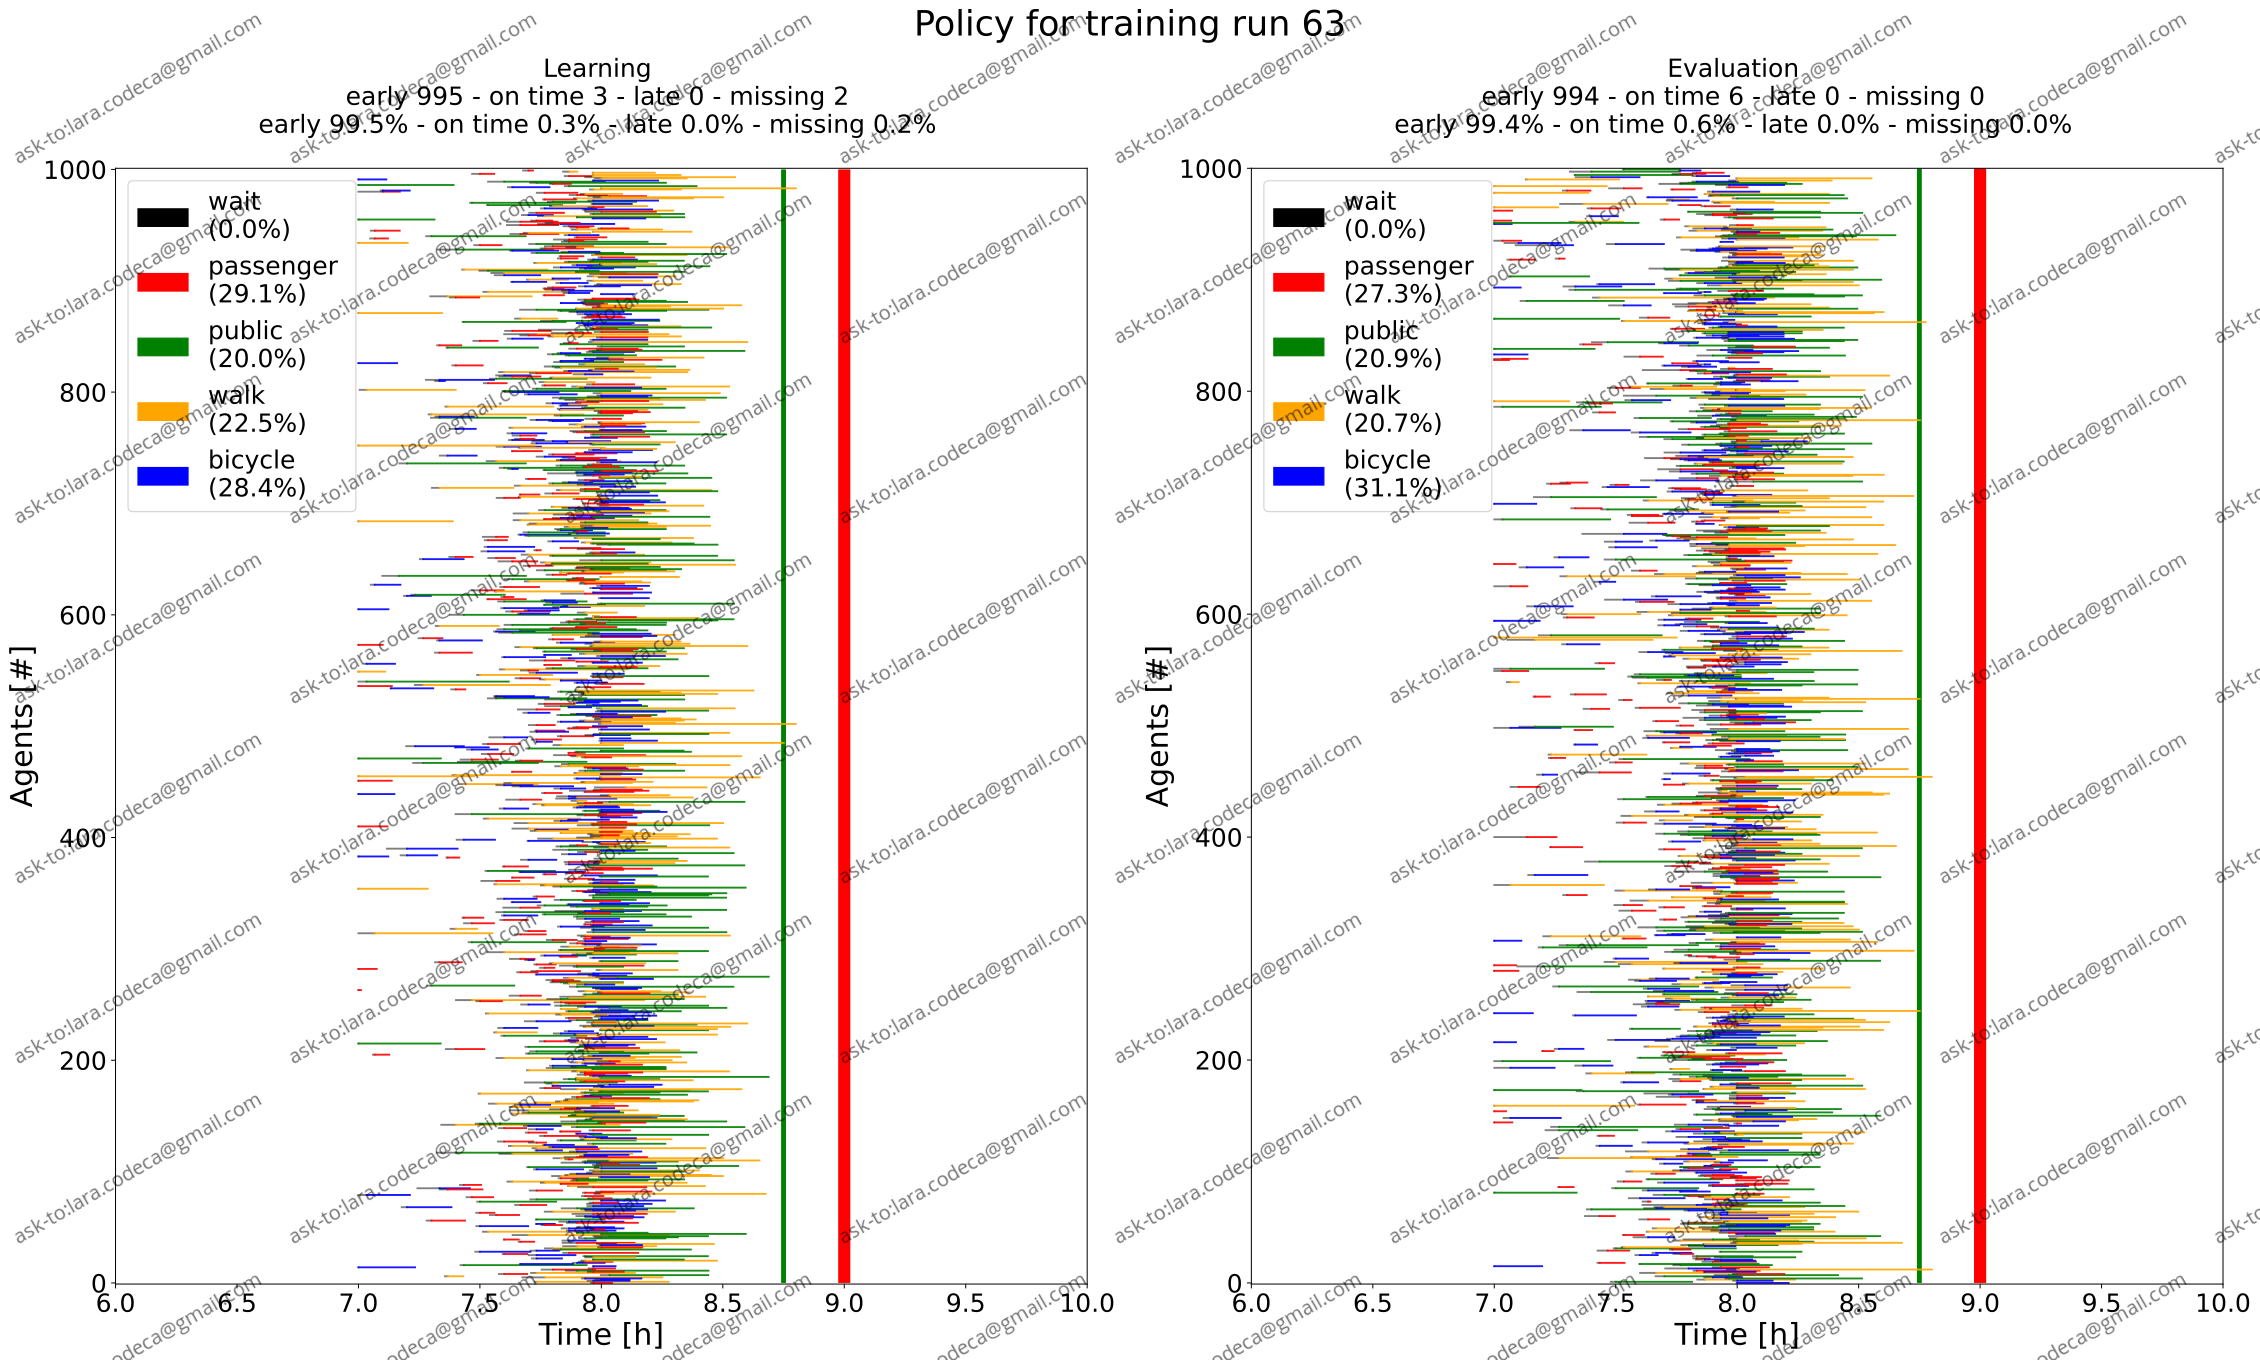 Policy for training run 63
Learning
early 995 - on time 3 - late 0 - missing 2
early 99.5% - on time 0.3% - late 0.0% - missing 0.2%
1000
800
600
400
200
0
Agents [#]
wait
(0.0%)
passenger
(29.1%)
public
(20.0%)
walk
(22.5%)
bicycle
(28.4%)
6.0 6.5 7.0 7.5 8.0 8.5 9.0 9.5 10.0
Time [h]
Evaluation
early 994 - on time 6 - late 0 - missing 0
early 99.4% - on time 0.6% - late 0.0% - missing 0.0%
1000
800
600
400
200
0
Agents [#]
wait
(0.0%)
passenger
(27.3%)
public
(20.9%)
walk
(20.7%)
bicycle
(31.1%)
6.0 6.5 7.0 7.5 8.0 8.5 9.0 9.5 10.0
Time [h]
ask-to:lara.codeca@gmail.com